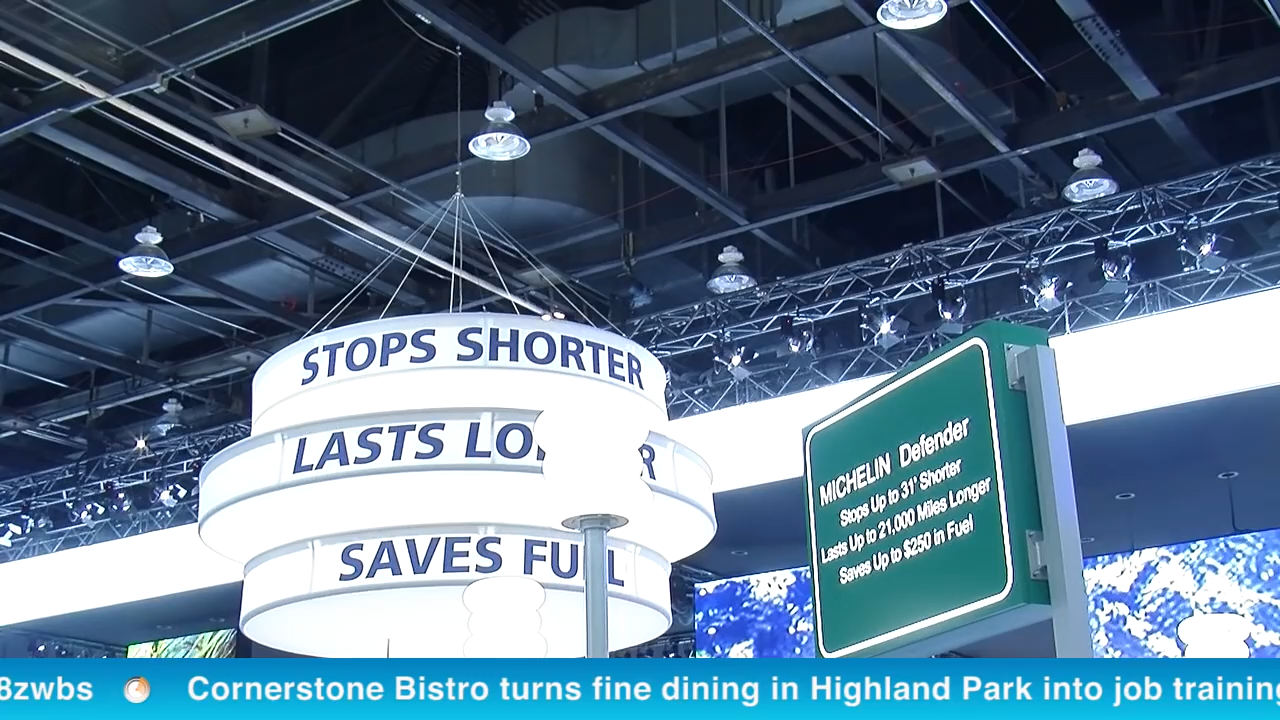 STOPS SHORTER
LASTS
SAVES FUEL
MICHELIN Defender
Stops Up to 31' Shorter
Lasts Up to 21,000 Miles Longer
Saves Up to $250 in Fuel
8zwbs Cornerstone Bistro turns fine dining in Highland Park into job training